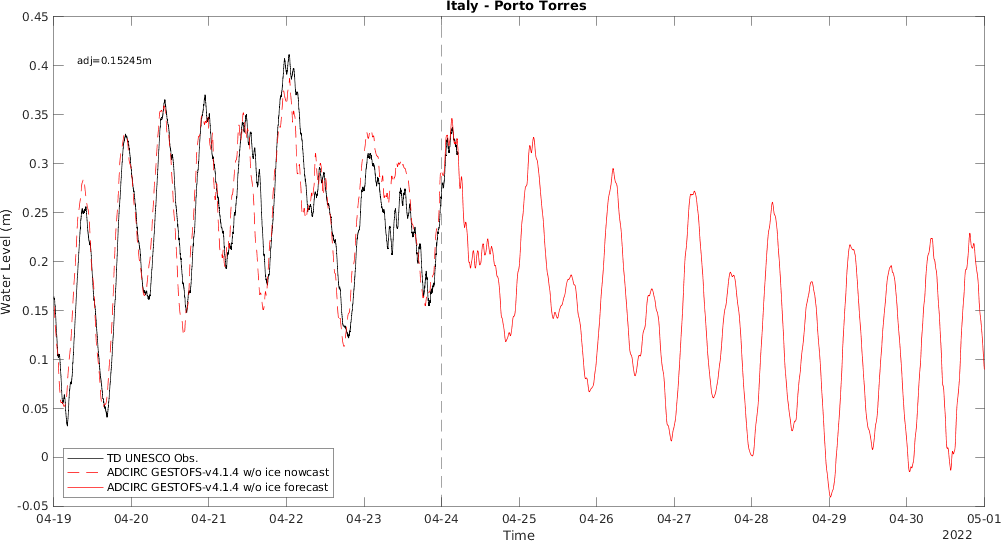 Italy - Porto Torres
adj=0.15245m
0.45
0.4
0.35
0.3
0.25
0.2
0.15
0.1
0.05
0
-0.05
Water Level (m)
TD UNESCO Obs.
ADCIRC GESTOFS-v4.1.4 w/o ice nowcast
ADCIRC GESTOFS-v4.1.4 w/o ice forecast
04-19 04-20 04-21 04-22 04-23 04-24 04-25 04-26 04-27 04-28 04-29 04-30 05-01
Time
2022